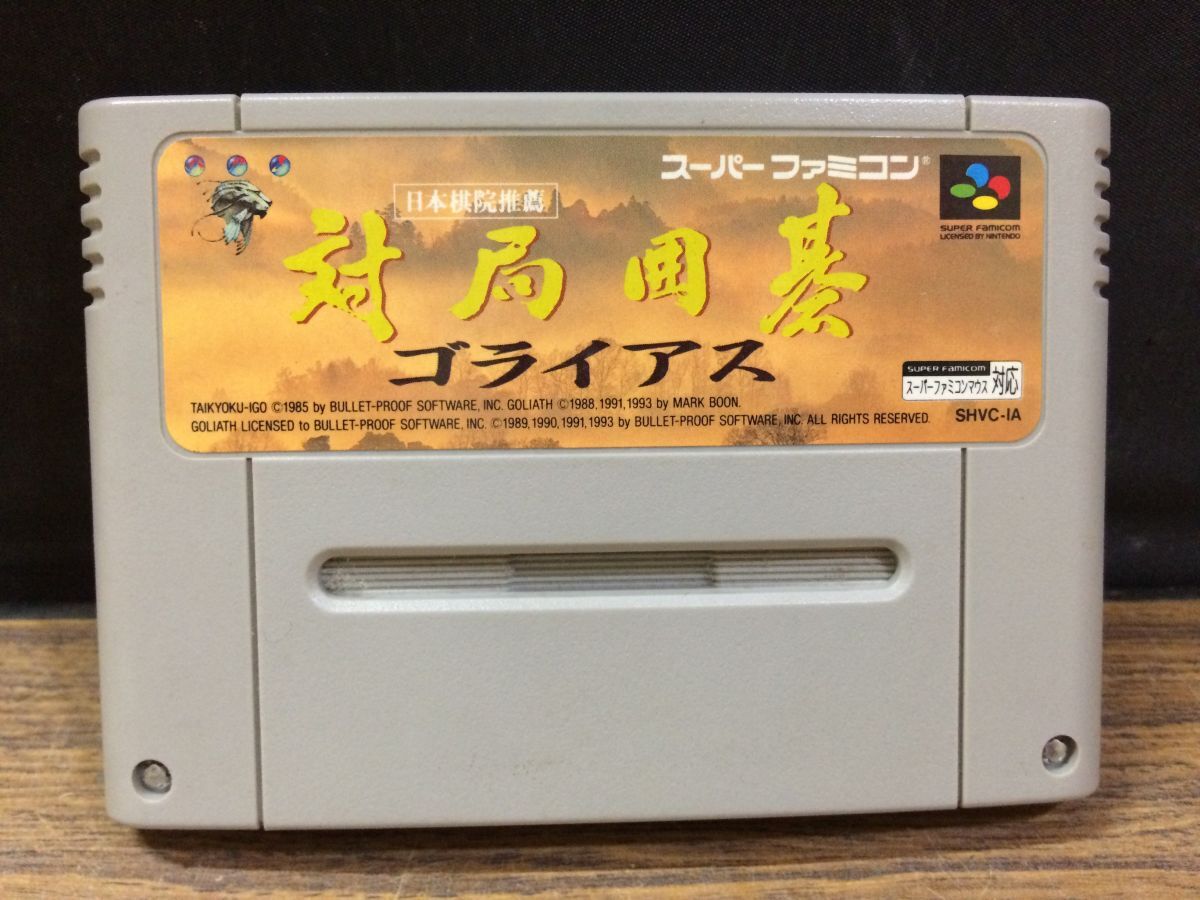 スーパーファミコン®
日本棋院推薦
対局囲碁
ゴライアス
SUPER FAMICOM
LICENSED BY NINTENDO
SUPER FAMICOM
スーパーファミコンマウス対応
TAIKYOKU-IGO ©1985 by BULLET-PROOF SOFTWARE, INC. GOLIATH ©1988,1991,1993 by MARK BOON.
GOLIATH LICENSED to BULLET-PROOF SOFTWARE, INC. ©1989,1990,1991,1993 by BULLET-PROOF SOFTWARE, INC. ALL RIGHTS RESERVED.
SHVC-IA